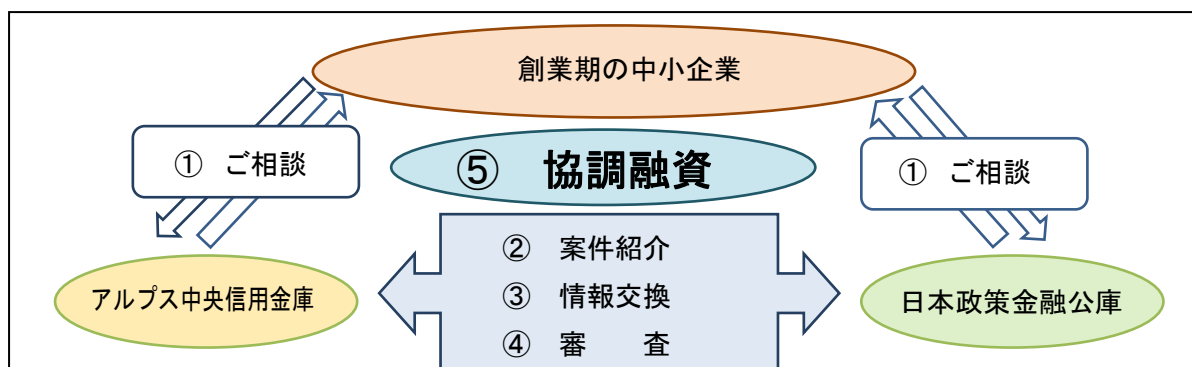 創業期の中小企業
① ご相談
⑤ 協調融資
① ご相談
② 案件紹介
③ 情報交換
④ 審　　査
アルプス中央信用金庫
日本政策金融公庫